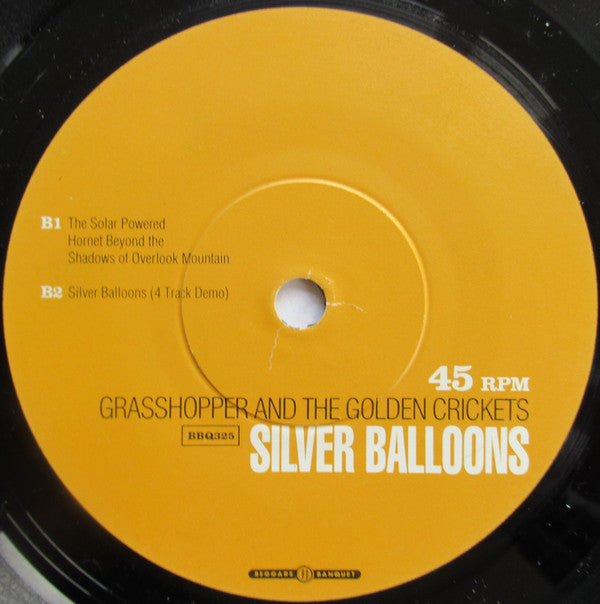 B1 The Solar Powered
Hornet Beyond the
Shadows of Overlook Mountain
B2 Silver Balloons (4 Track Demo)
45 RPM
GRASSHOPPER AND THE GOLDEN CRICKETS
BBQ325
SILVER BALLOONS
BEGGARS BANQUET